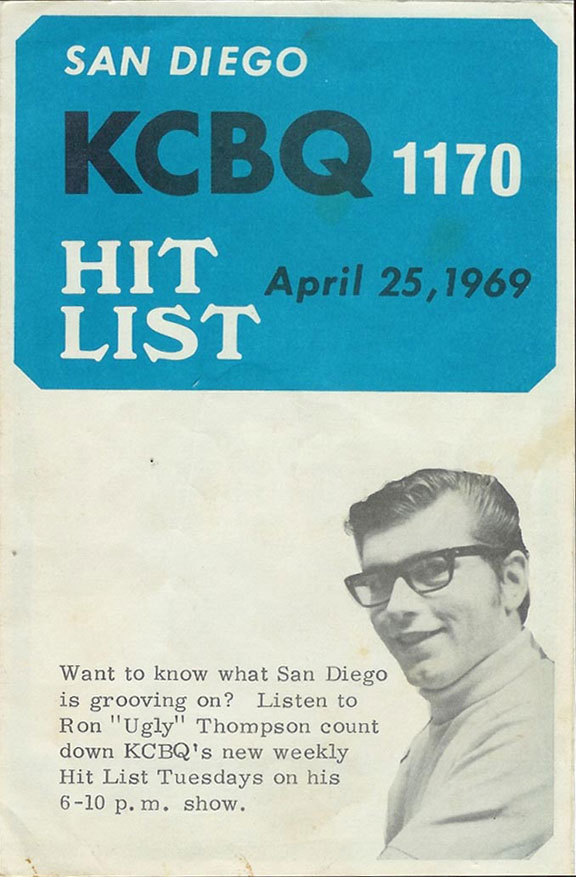 SAN DIEGO
KCBQ 1170
HIT
LIST
April 25, 1969
Want to know what San Diego
is grooving on? Listen to
Ron "Ugly" Thompson count
down KCBQ's new weekly
Hit List Tuesdays on his
6-10 p.m. show.